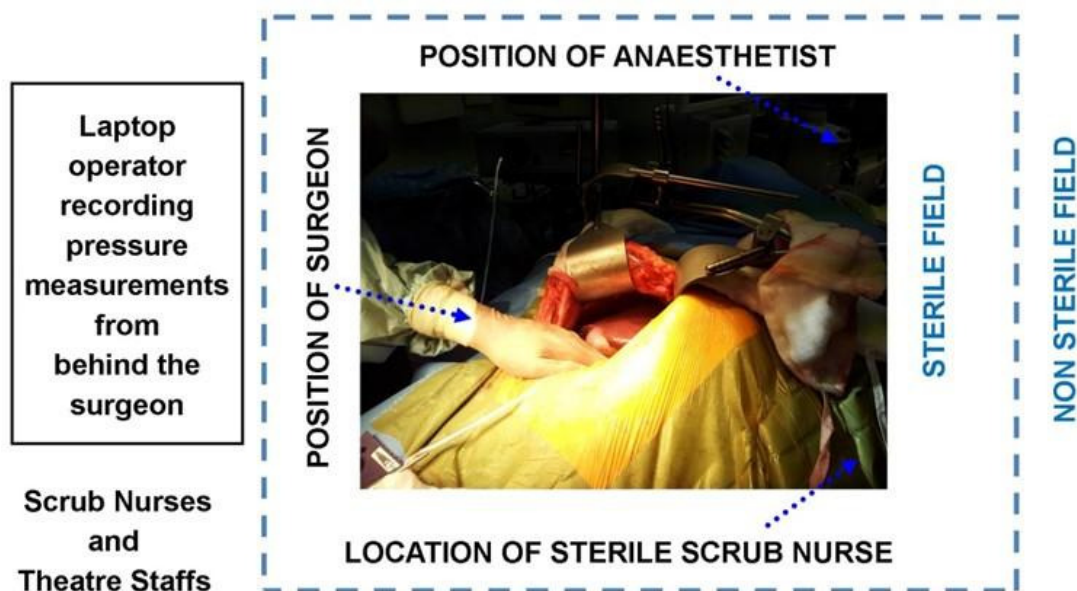 POSITION OF ANAESTHETIST
Laptop
operator
recording
pressure
measurements
from
behind the
surgeon
POSITION OF SURGEON
STERILE FIELD
NON STERILE FIELD
LOCATION OF STERILE SCRUB NURSE
Scrub Nurses
and
Theatre Staffs